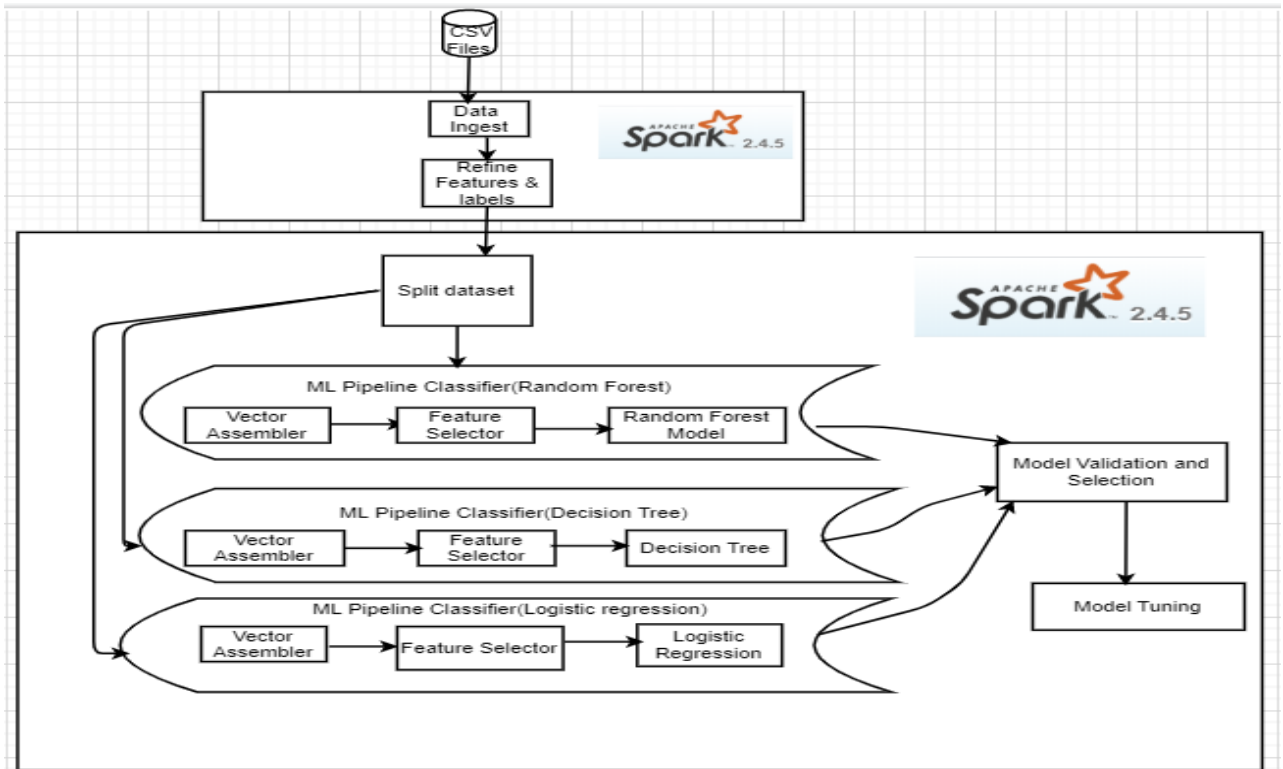 CSV
Files
Data
Ingest
APACHE
Spark™ 2.4.5
Refine
Features &
labels
Split dataset
APACHE
Spark™ 2.4.5
ML Pipeline Classifier(Random Forest)
Vector
Assembler
Feature
Selector
Random Forest
Model
Model Validation and
Selection
ML Pipeline Classifier(Decision Tree)
Vector
Assembler
Feature
Selector
Decision Tree
Model Tuning
ML Pipeline Classifier(Logistic regression)
Vector
Assembler
Feature Selector
Logistic
Regression